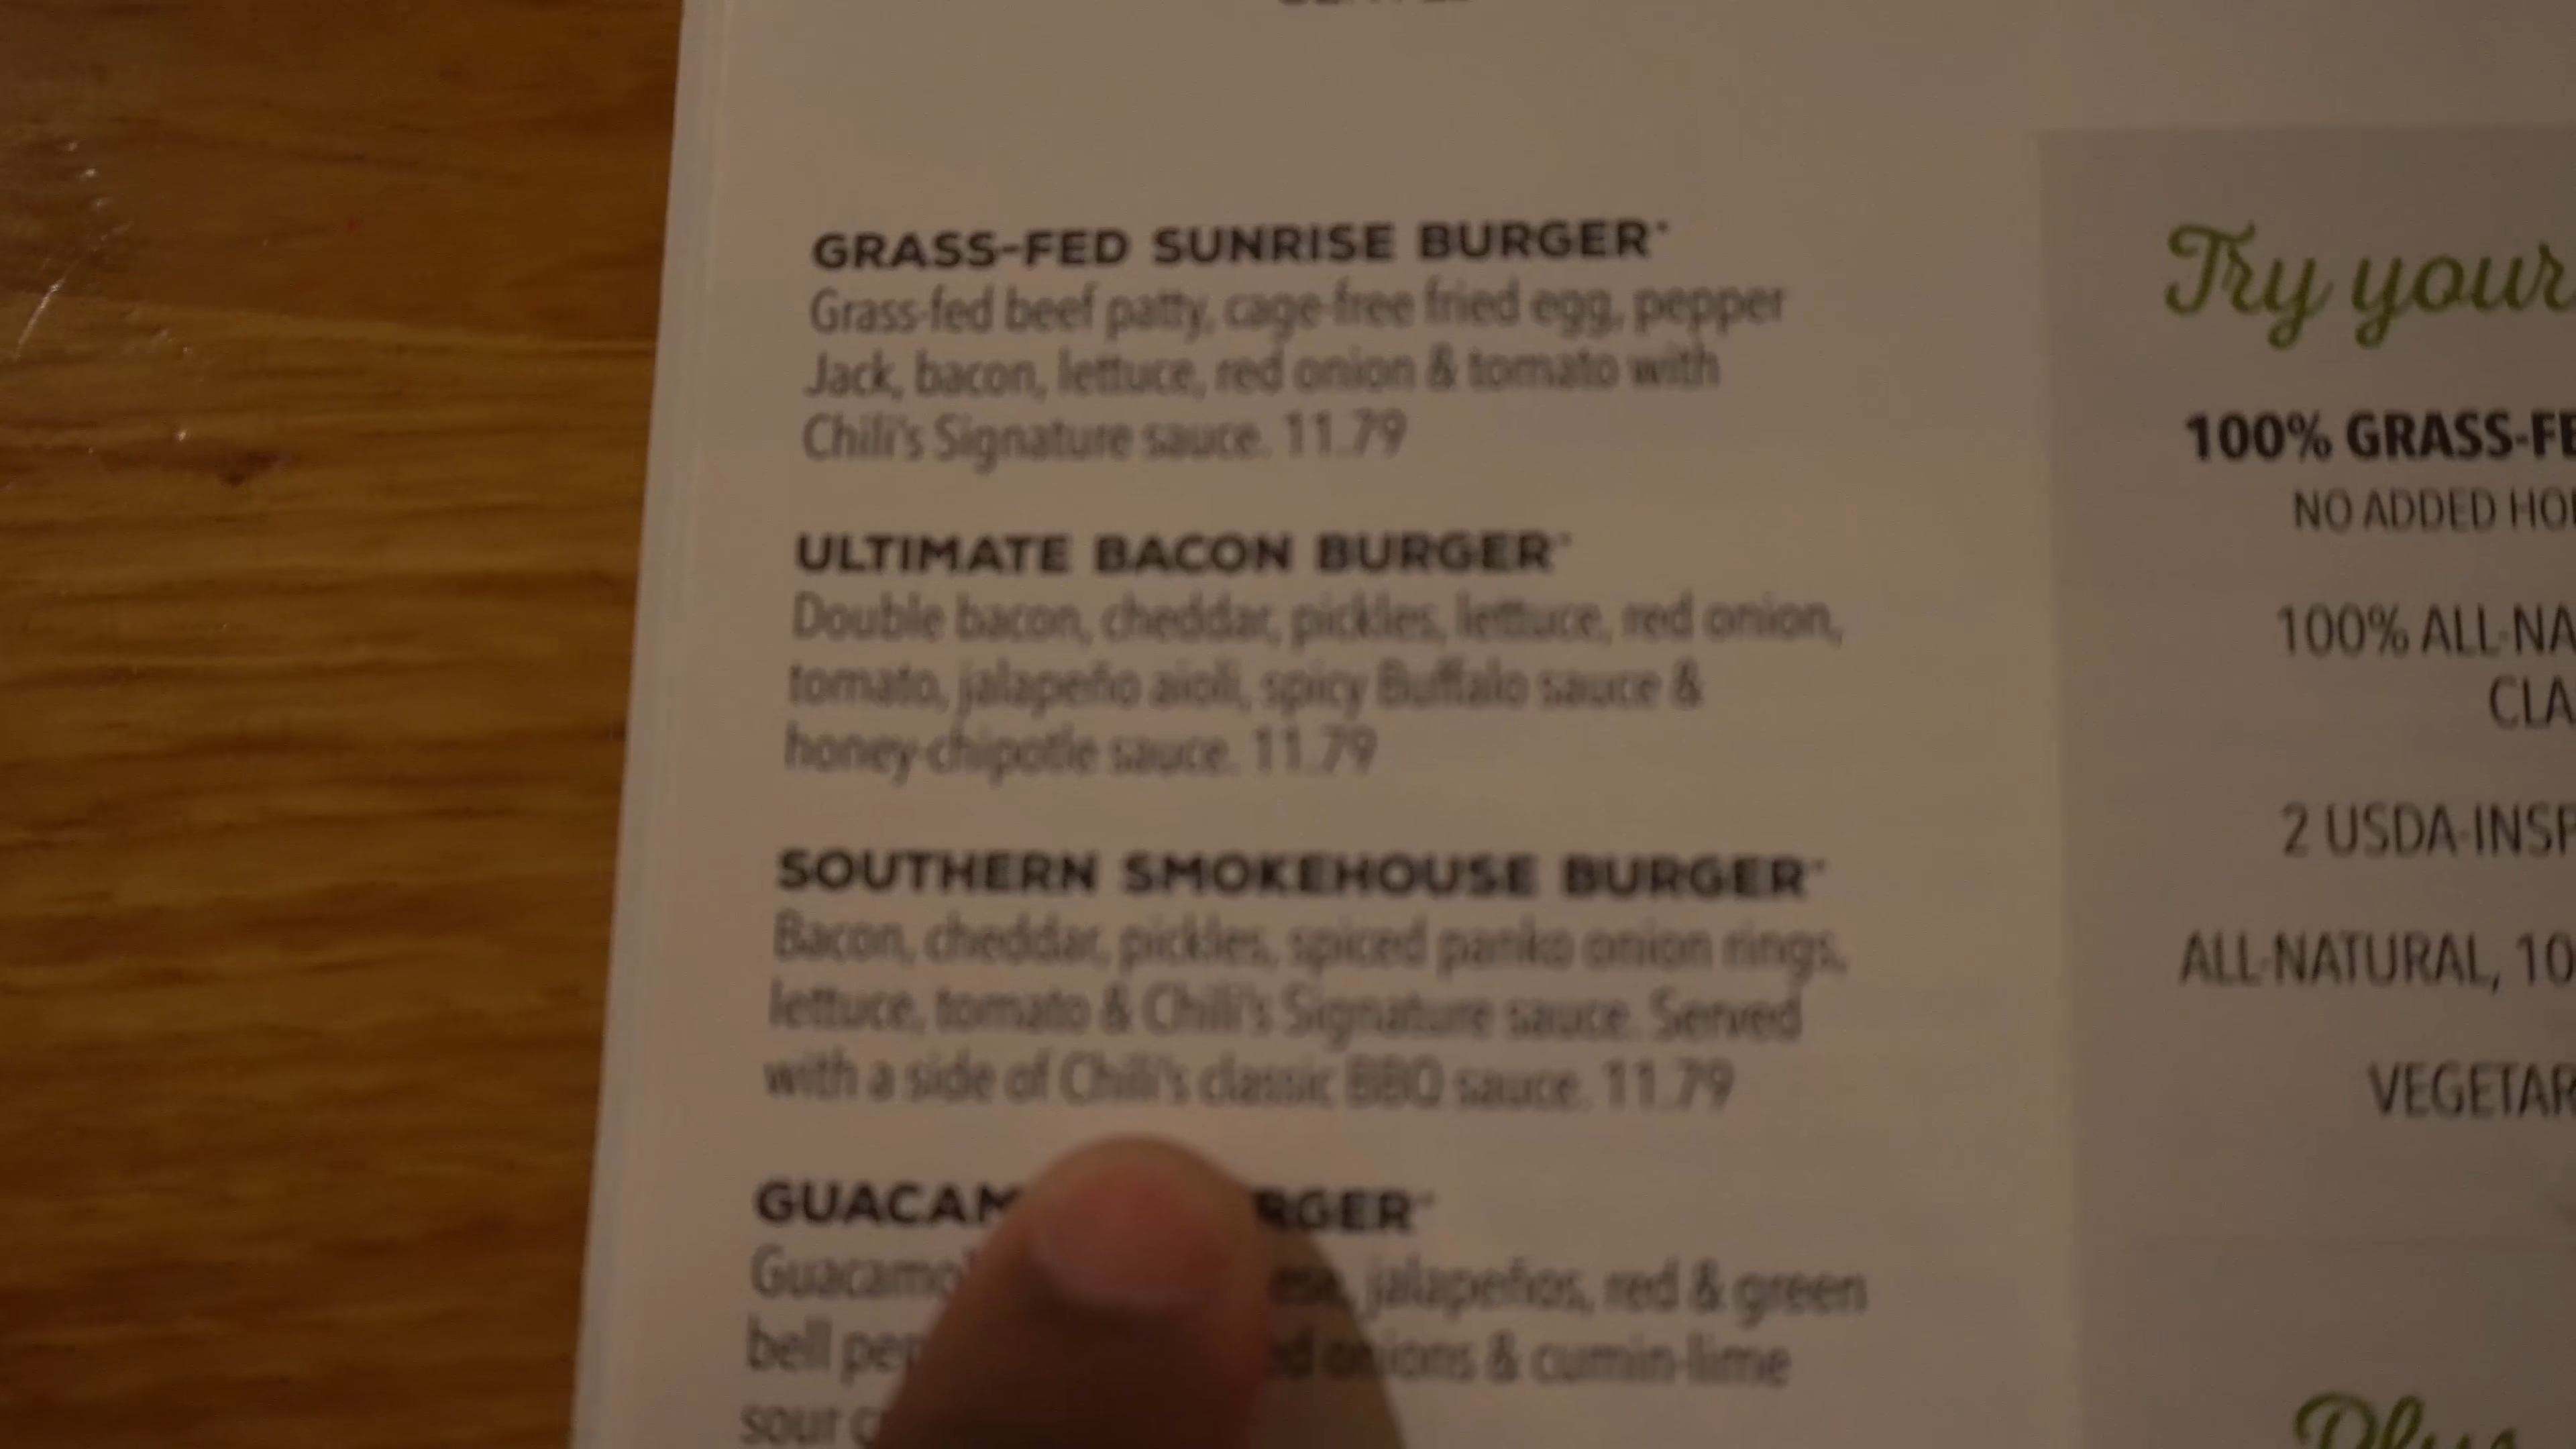 GRASS-FED SUNRISE BURGER*
Grass-fed beef patty, cage-free fried egg, pepper
Jack, bacon, lettuce, red onion & tomato with
Chili's Signature sauce. 11.79
ULTIMATE BACON BURGER*
Double bacon, cheddar, pickles, lettuce, red onion,
tomato, jalapeño aioli, spicy Buffalo sauce &
honey-chipotle sauce. 11.79
SOUTHERN SMOKEHOUSE BURGER*
Bacon, cheddar, pickles, spiced panko onion rings,
lettuce, tomato & Chili's Signature sauce. Served
with a side of Chili's classic BBQ sauce. 11.79
GUACAM RGER*
Guacamo jalapeños, red & green
bell pep onions & cumin-lime
sour
Try your
100% GRASS-FE
NO ADDED HO
100% ALL-NA
CLA
2 USDA-INSP
ALL-NATURAL, 10
VEGETAR